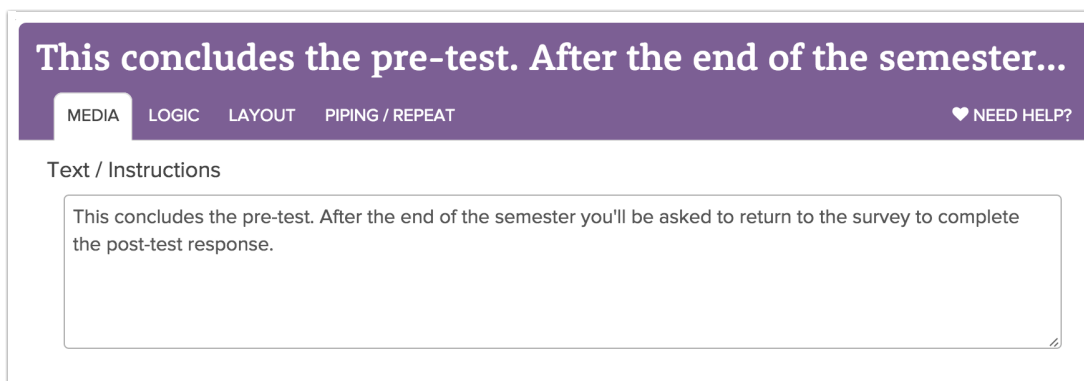 This concludes the pre-test. After the end of the semester...
MEDIA LOGIC LAYOUT PIPING / REPEAT NEED HELP?
Text / Instructions
This concludes the pre-test. After the end of the semester you'll be asked to return to the survey to complete
the post-test response.